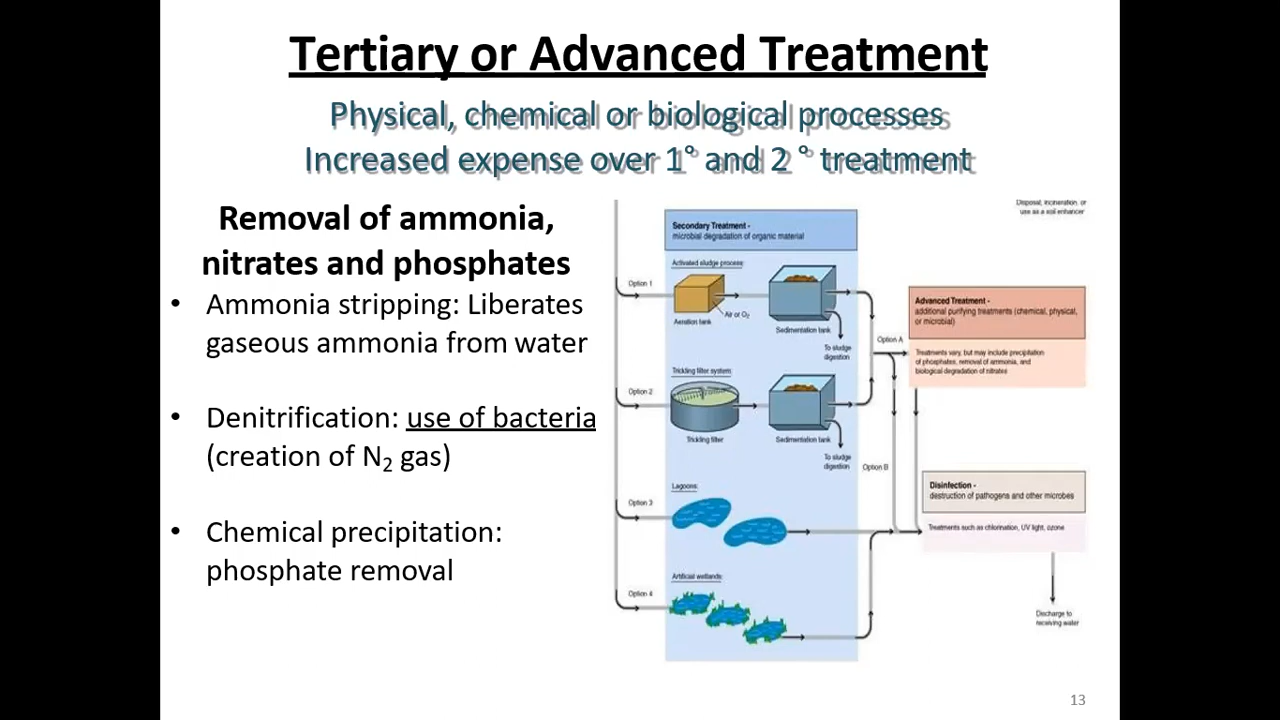 Tertiary or Advanced Treatment
Physical, chemical or biological processes
Increased expense over 1° and 2 ° treatment
Removal of ammonia,
nitrates and phosphates
• Ammonia stripping: Liberates
gaseous ammonia from water
• Denitrification: use of bacteria
(creation of N₂ gas)
• Chemical precipitation:
phosphate removal
Disposal, incineration, or
use as a soil enhancer
Secondary Treatment -
microbial degradation of organic material
Activated sludge process:
Option 1
Air or O₂
Aeration tank
Sedimentation tank
To sludge
digestion
Trickling filter system:
Option 2
Trickling filter
Sedimentation tank
To sludge
digestion
Lagoons:
Option 3
Artificial wetlands:
Option 4
Option A
Option B
Advanced Treatment -
additional purifying treatments (chemical, physical,
or microbial)
Treatments vary, but may include precipitation
of phosphates, removal of ammonia, and
biological degradation of nitrates
Disinfection -
destruction of pathogens and other microbes
Treatments such as chlorination, UV light, ozone
Discharge to
receiving water
13